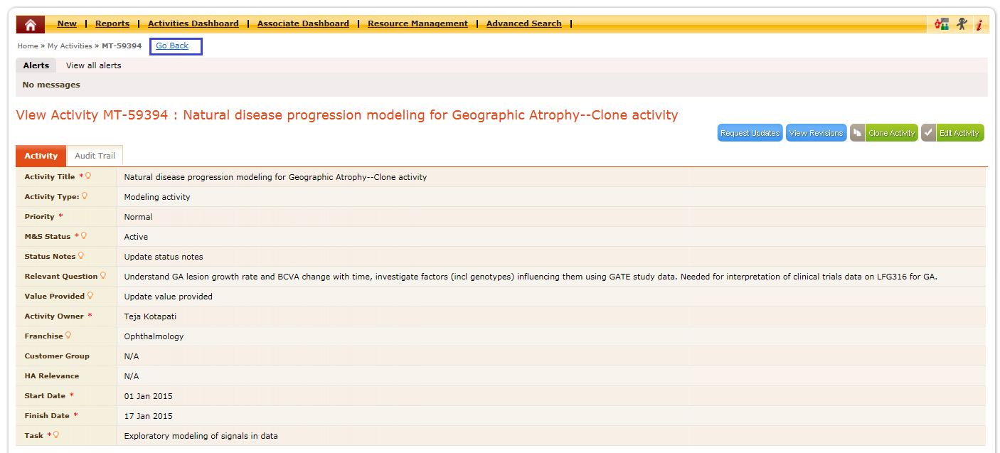 New | Reports | Activities Dashboard | Associate Dashboard | Resource Management | Advanced Search |
Home » My Activities » MT-59394 Go Back
Alerts View all alerts
No messages
View Activity MT-59394 : Natural disease progression modeling for Geographic Atrophy--Clone activity
Request Updates View Revisions Clone Activity Edit Activity
Activity Audit Trail
Activity Title * Natural disease progression modeling for Geographic Atrophy--Clone activity
Activity Type: Modeling activity
Priority * Normal
M&S Status * Active
Status Notes Update status notes
Relevant Question Understand GA lesion growth rate and BCVA change with time, investigate factors (incl genotypes) influencing them using GATE study data. Needed for interpretation of clinical trials data on LFG316 for GA.
Value Provided Update value provided
Activity Owner * Teja Kotapati
Franchise Ophthalmology
Customer Group N/A
HA Relevance N/A
Start Date * 01 Jan 2015
Finish Date * 17 Jan 2015
Task * Exploratory modeling of signals in data